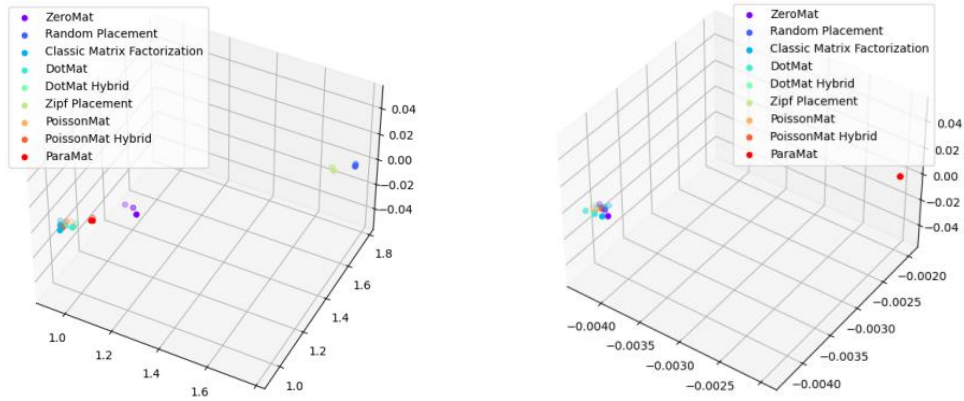 ZeroMat
Random Placement
Classic Matrix Factorization
DotMat
DotMat Hybrid
Zipf Placement
PoissonMat
PoissonMat Hybrid
ParaMat
0.04
0.02
0.00
−0.02
−0.04
1.8
1.6
1.4
1.2
1.0
1.0
1.2
1.4
1.6
ZeroMat
Random Placement
Classic Matrix Factorization
DotMat
DotMat Hybrid
Zipf Placement
PoissonMat
PoissonMat Hybrid
ParaMat
0.04
0.02
0.00
−0.02
−0.04
−0.0020
−0.0025
−0.0030
−0.0035
−0.0040
−0.0040
−0.0035
−0.0030
−0.0025